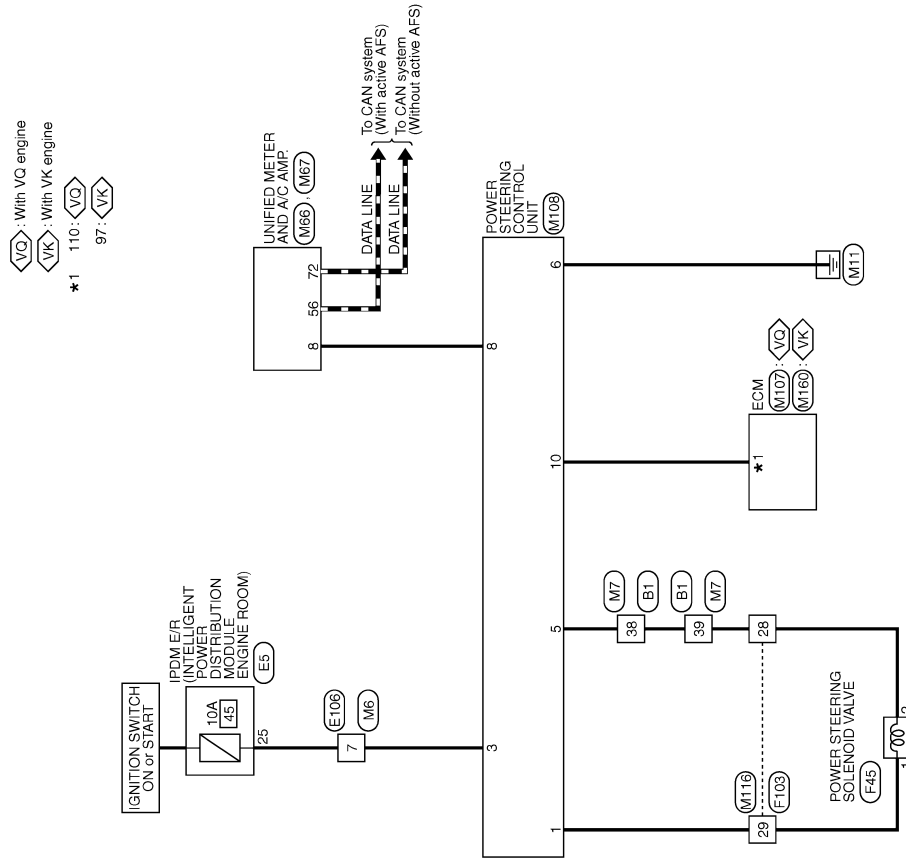 VQ : With VQ engine
VK : With VK engine
*1 110 : VQ
97 : VK
IGNITION SWITCH
ON or START
IPDM E/R
(INTELLIGENT
POWER
DISTRIBUTION
MODULE
ENGINE ROOM)
E5
10A
45
25
7
E106
M6
3
UNIFIED METER
AND A/C AMP.
M66 , M67
8
56
72
DATA LINE
DATA LINE
To CAN system
(With active AFS)
To CAN system
(Without active AFS)
8
POWER
STEERING
CONTROL
UNIT
M108
1
5
10
6
M7
38
B1
B1
39
M7
28
*1
ECM
M107 : VQ
M160 : VK
M11
M116
29
F103
POWER STEERING
SOLENOID VALVE
F45
1
2